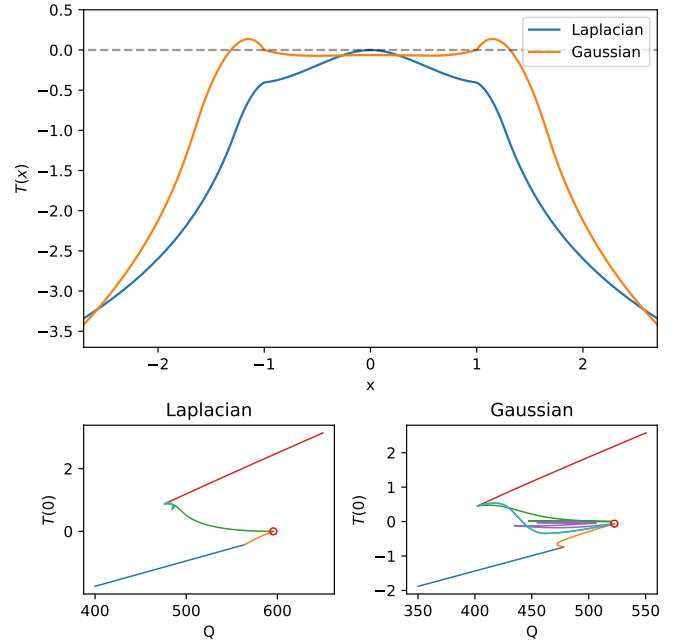 0.5
0.0
−0.5
−1.0
−1.5
−2.0
−2.5
−3.0
−3.5
T(x)
Laplacian
Gaussian
−2 −1 0 1 2
x
Laplacian
2
0
T(0)
400 500 600
Q
Gaussian
2
1
0
−1
−2
T(0)
350 400 450 500 550
Q